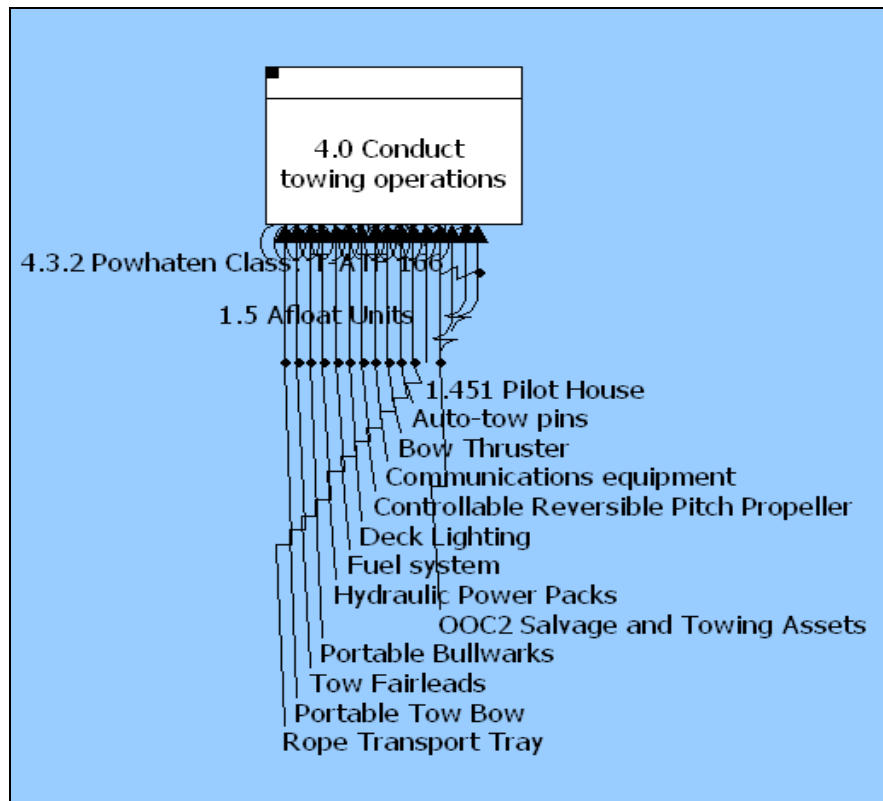 4.0 Conduct
towing operations
4.3.2 Powhaten Class: T-ATF 166
1.5 Afloat Units
1.451 Pilot House
Auto-tow pins
Bow Thruster
Communications equipment
Controllable Reversible Pitch Propeller
Deck Lighting
Fuel system
Hydraulic Power Packs
OOC2 Salvage and Towing Assets
Portable Bullwarks
Tow Fairleads
Portable Tow Bow
Rope Transport Tray